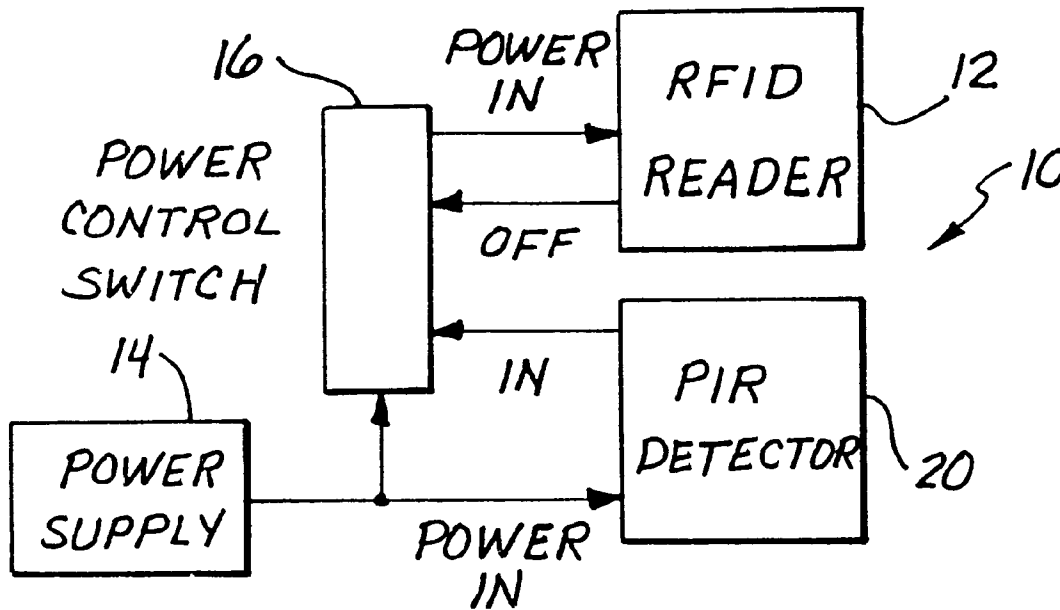 16
POWER
IN
RFID
READER
12
POWER
CONTROL
SWITCH
OFF
10
14
IN
PIR
DETECTOR
20
POWER
SUPPLY
POWER
IN